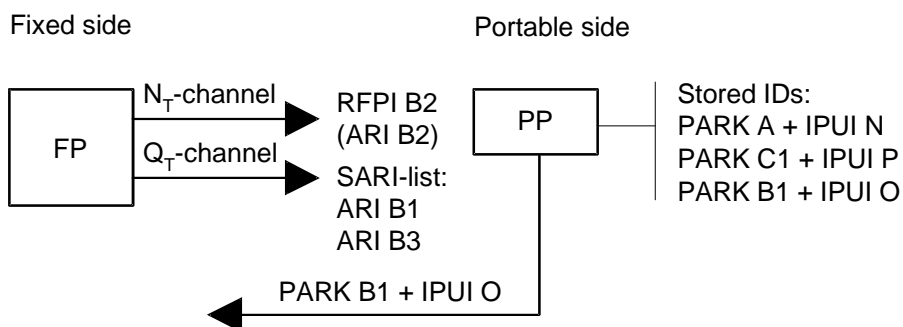 Fixed side
Portable side
FP
N_T-channel
RFPI B2
(ARI B2)
Q_T-channel
SARI-list:
ARI B1
ARI B3
PP
Stored IDs:
PARK A + IPUI N
PARK C1 + IPUI P
PARK B1 + IPUI O
PARK B1 + IPUI O